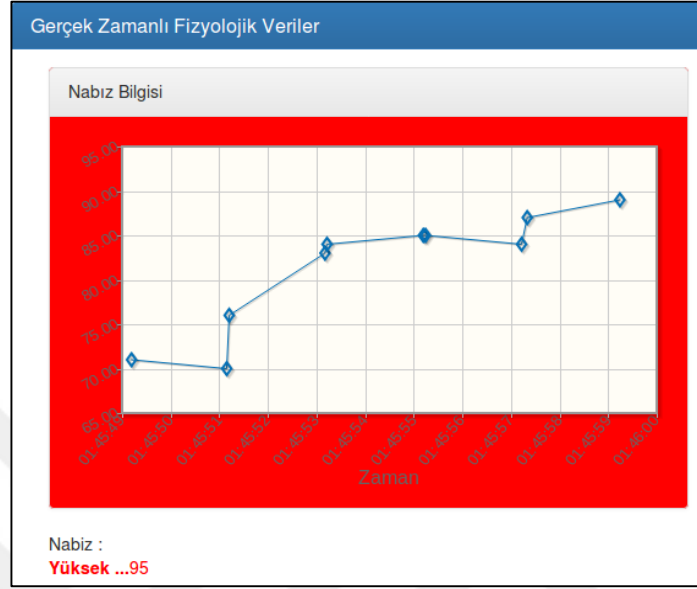 Gerçek Zamanlı Fizyolojik Veriler
Nabız Bilgisi
95.00
90.00
85.00
80.00
75.00
70.00
65.00
01:45:49 01:45:50 01:45:51 01:45:52 01:45:53 01:45:54 01:45:55 01:45:56 01:45:57 01:45:58 01:45:59 01:46:00
Zaman
Nabiz :
Yüksek ...95